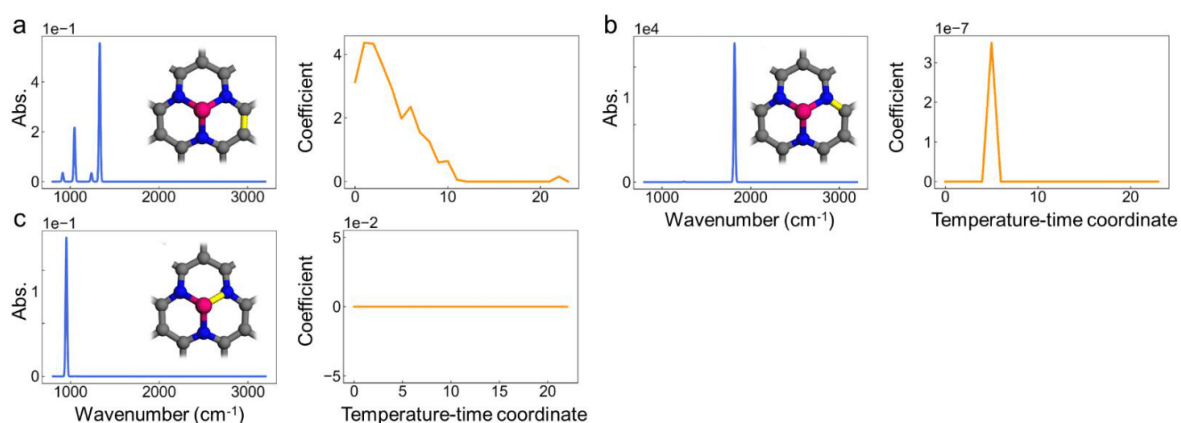 a
1e−1
Abs.
4
2
0
1000
2000
3000
Coefficient
4
2
0
0
10
20
b
1e4
Abs.
1
0
1000
2000
3000
Wavenumber (cm⁻¹)
1e−7
Coefficient
3
2
1
0
0
10
20
Temperature-time coordinate
c
1e−1
Abs.
1
0
1000
2000
3000
Wavenumber (cm⁻¹)
1e−2
Coefficient
5
0
−5
0
5
10
15
20
Temperature-time coordinate